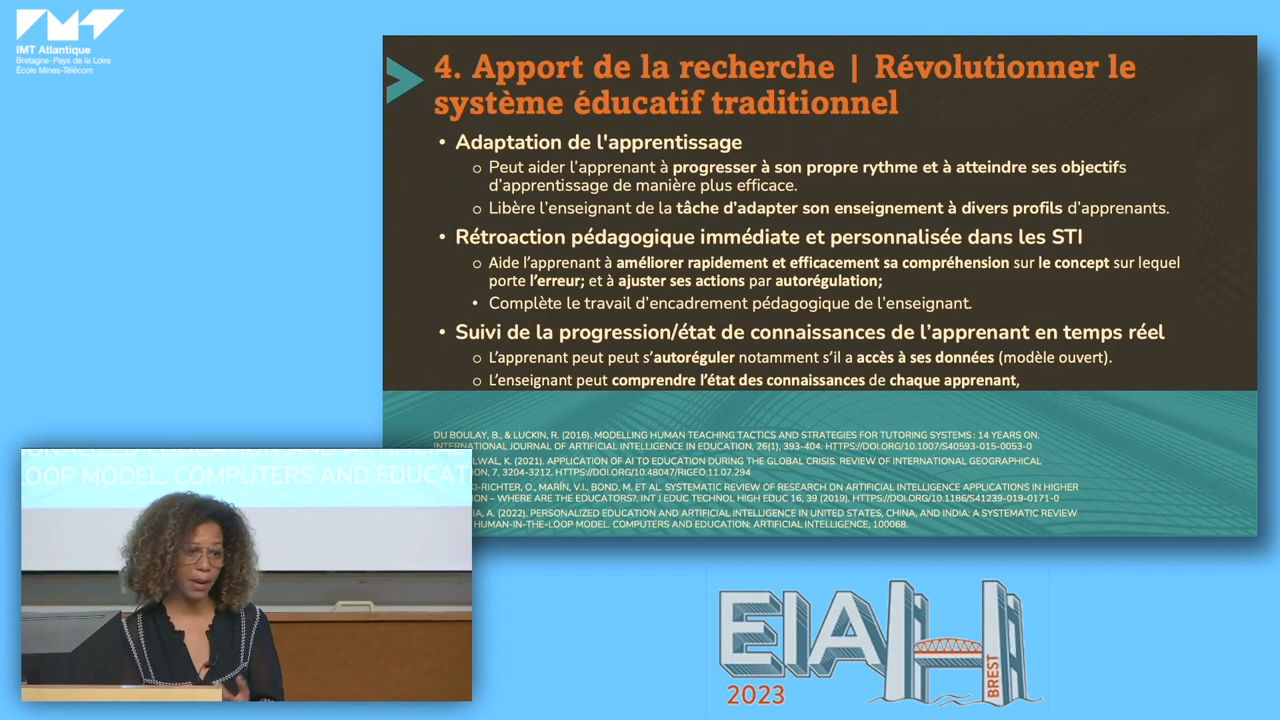 IMT Atlantique
Bretagne-Pays de la Loire
École Mines-Télécom
4. Apport de la recherche | Révolutionner le
système éducatif traditionnel
• Adaptation de l'apprentissage
o Peut aider l'apprenant à progresser à son propre rythme et à atteindre ses objectifs
d'apprentissage de manière plus efficace.
o Libère l'enseignant de la tâche d'adapter son enseignement à divers profils d'apprenants.
• Rétroaction pédagogique immédiate et personnalisée dans les STI
o Aide l'apprenant à améliorer rapidement et efficacement sa compréhension sur le concept sur lequel
porte l'erreur; et à ajuster ses actions par autorégulation;
• Complète le travail d'encadrement pédagogique de l'enseignant.
• Suivi de la progression/état de connaissances de l'apprenant en temps réel
o L'apprenant peut peut s'autoréguler notamment s'il a accès à ses données (modèle ouvert).
o L'enseignant peut comprendre l'état des connaissances de chaque apprenant,
DU BOULAY, B., & LUCKIN, R. (2016). MODELLING HUMAN TEACHING TACTICS AND STRATEGIES FOR TUTORING SYSTEMS : 14 YEARS ON.
INTERNATIONAL JOURNAL OF ARTIFICIAL INTELLIGENCE IN EDUCATION, 26(1), 393-404. HTTPS://DOI.ORG/10.1007/S40593-015-0053-0
LWAL, K. (2021). APPLICATION OF AI TO EDUCATION DURING THE GLOBAL CRISIS. REVIEW OF INTERNATIONAL GEOGRAPHICAL
ION, 7, 3204-3212. HTTPS://DOI.ORG/10.48047/RIGEO.11.07.294
KI-RICHTER, O., MARÍN, V.I., BOND, M. ET AL. SYSTEMATIC REVIEW OF RESEARCH ON ARTIFICIAL INTELLIGENCE APPLICATIONS IN HIGHER
ION – WHERE ARE THE EDUCATORS?. INT J EDUC TECHNOL HIGH EDUC 16, 39 (2019). HTTPS://DOI.ORG/10.1186/S41239-019-0171-0
IA, A. (2022). PERSONALIZED EDUCATION AND ARTIFICIAL INTELLIGENCE IN UNITED STATES, CHINA, AND INDIA: A SYSTEMATIC REVIEW
HUMAN-IN-THE-LOOP MODEL. COMPUTERS AND EDUCATION: ARTIFICIAL INTELLIGENCE, 100068.
LOOP MODEL. COMPUTERS AND EDUCAT
EIAH
BREST
2023